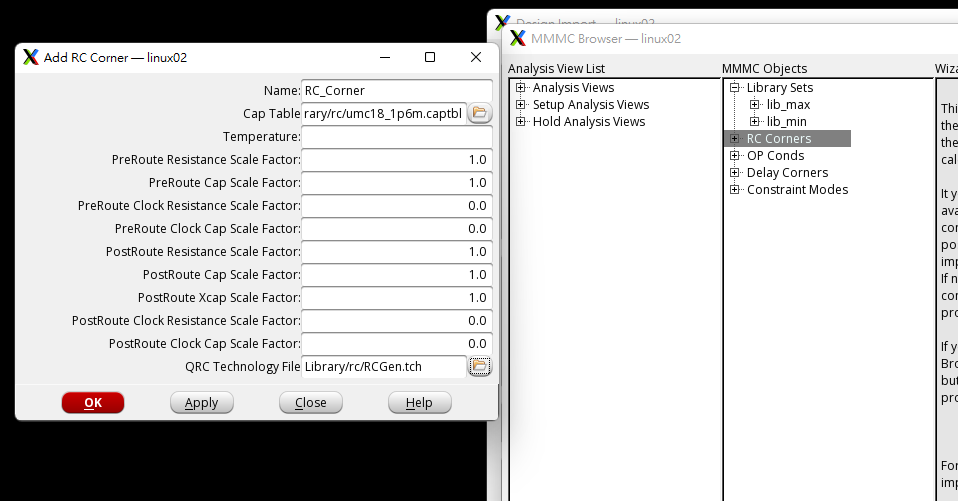 Design Import — linux02
MMMC Browser — linux02
Add RC Corner — linux02
Name: RC_Corner
Cap Table rary/rc/umc18_1p6m.captbl
Temperature:
PreRoute Resistance Scale Factor: 1.0
PreRoute Cap Scale Factor: 1.0
PreRoute Clock Resistance Scale Factor: 0.0
PreRoute Clock Cap Scale Factor: 0.0
PostRoute Resistance Scale Factor: 1.0
PostRoute Cap Scale Factor: 1.0
PostRoute Xcap Scale Factor: 1.0
PostRoute Clock Resistance Scale Factor: 0.0
PostRoute Clock Cap Scale Factor: 0.0
QRC Technology File Library/rc/RCGen.tch
OK Apply Close Help
Analysis View List
Analysis Views
Setup Analysis Views
Hold Analysis Views
MMMC Objects
Library Sets
lib_max
lib_min
RC Corners
OP Conds
Delay Corners
Constraint Modes
Wiza
Thi
the
the
cal
It y
ava
cor
po
imp
If n
cor
pro
If yo
Bro
but
pro
For
imp